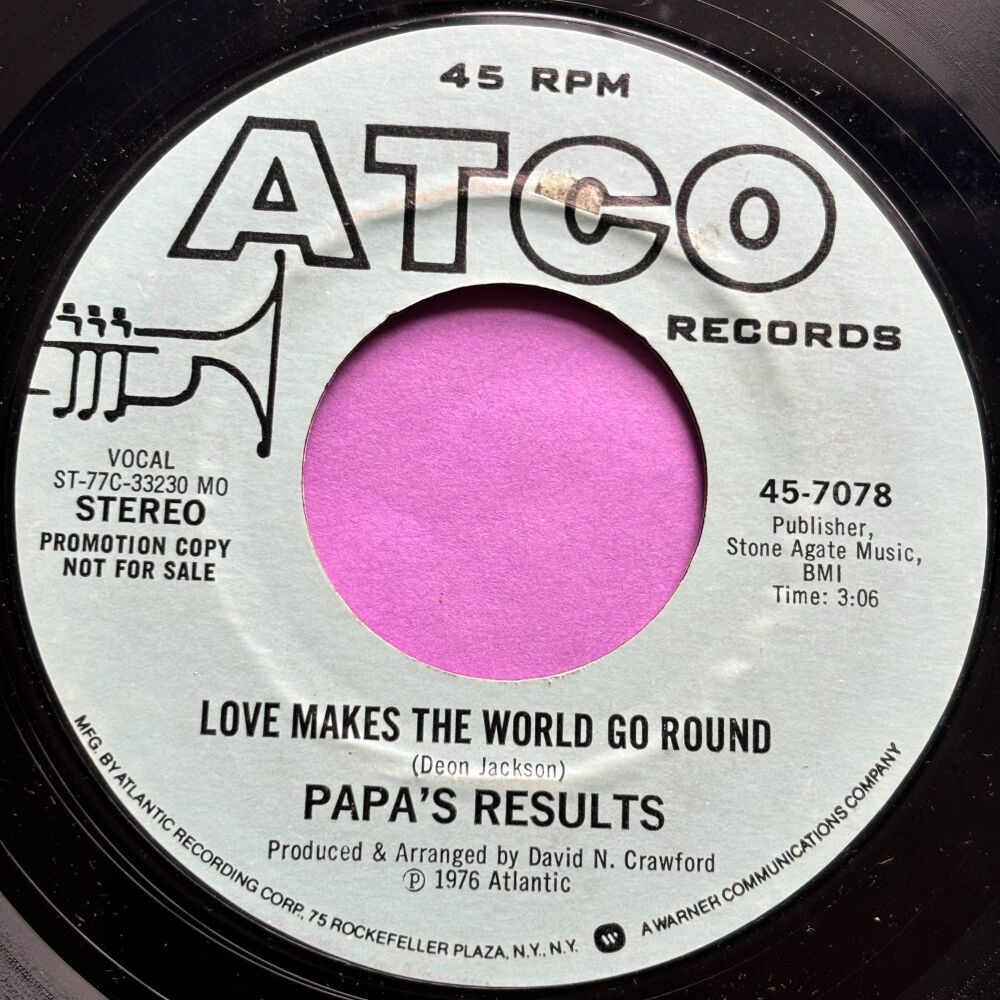 45 RPM
ATCO
RECORDS
VOCAL
ST-77C-33230 MO
STEREO
PROMOTION COPY
NOT FOR SALE
45-7078
Publisher,
Stone Agate Music,
BMI
Time: 3:06
LOVE MAKES THE WORLD GO ROUND
(Deon Jackson)
PAPA'S RESULTS
Produced & Arranged by David N. Crawford
℗ 1976 Atlantic
MFG. BY ATLANTIC RECORDING CORP., 75 ROCKEFELLER PLAZA, N.Y., N.Y. A WARNER COMMUNICATIONS COMPANY